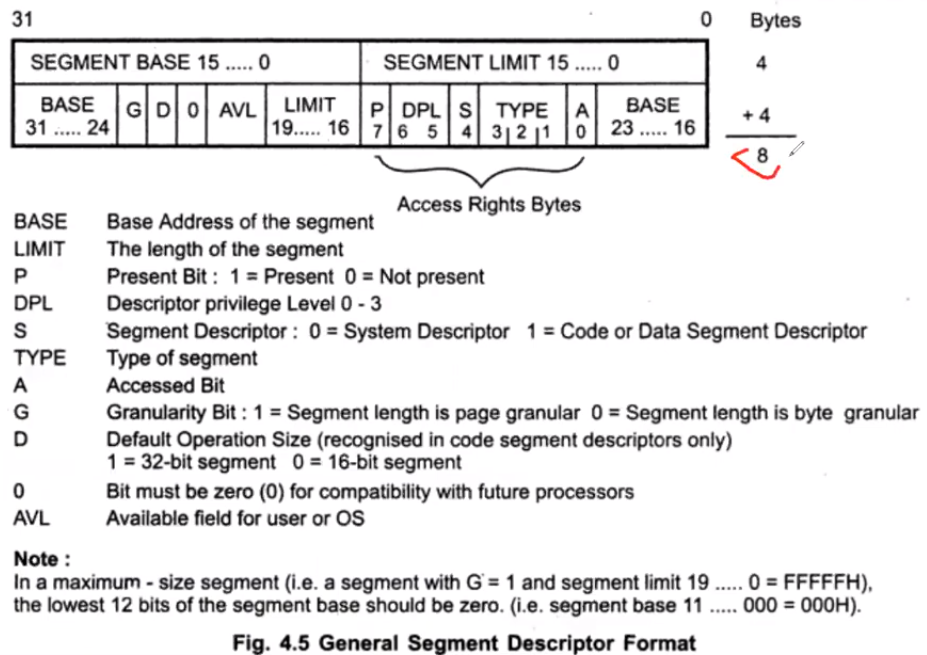 31 0 Bytes
SEGMENT BASE 15 ..... 0 SEGMENT LIMIT 15 ..... 0 4
BASE G D 0 AVL LIMIT P DPL S TYPE A BASE
31 ..... 24 19..... 16 7 6 5 4 3| 2 |1 0 23 ..... 16 + 4
8
Access Rights Bytes
BASE Base Address of the segment
LIMIT The length of the segment
P Present Bit : 1 = Present 0 = Not present
DPL Descriptor privilege Level 0 - 3
S Segment Descriptor : 0 = System Descriptor 1 = Code or Data Segment Descriptor
TYPE Type of segment
A Accessed Bit
G Granularity Bit : 1 = Segment length is page granular 0 = Segment length is byte granular
D Default Operation Size (recognised in code segment descriptors only)
1 = 32-bit segment 0 = 16-bit segment
0 Bit must be zero (0) for compatibility with future processors
AVL Available field for user or OS
Note :
In a maximum - size segment (i.e. a segment with G = 1 and segment limit 19 ..... 0 = FFFFFH),
the lowest 12 bits of the segment base should be zero. (i.e. segment base 11 ..... 000 = 000H).
Fig. 4.5 General Segment Descriptor Format